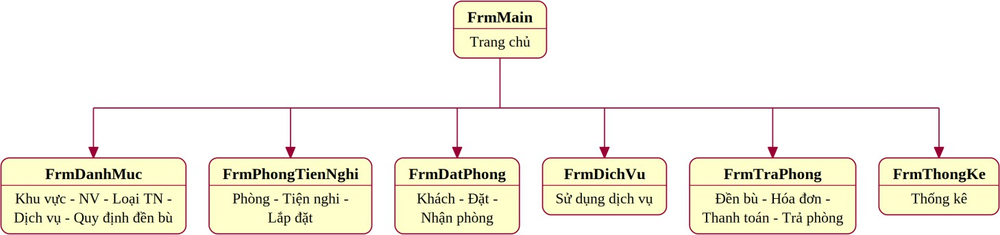 FrmMain
Trang chủ
FrmDanhMuc
Khu vực - NV - Loại TN -
Dịch vụ - Quy định đền bù
FrmPhongTienNghi
Phòng - Tiện nghi -
Lắp đặt
FrmDatPhong
Khách - Đặt -
Nhận phòng
FrmDichVu
Sử dụng dịch vụ
FrmTraPhong
Đền bù - Hóa đơn -
Thanh toán - Trả phòng
FrmThongKe
Thống kê